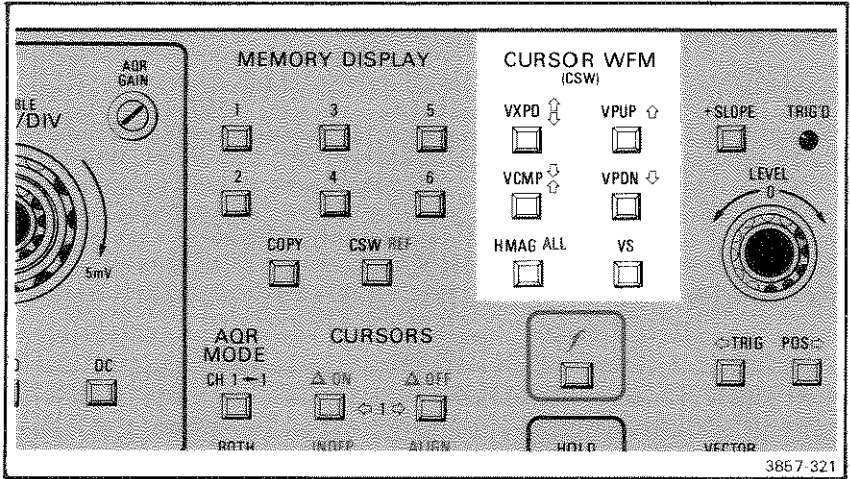 AQR
GAIN
BLE
/DIV
5mV
DC
MEMORY DISPLAY
1 3 5
2 4 6
COPY CSW REF
AQR
MODE
CH 1←1
BOTH
CURSORS
△ ON △ OFF
⇦ 1 ⇨
INDEP ALIGN
CURSOR WFM
(CSW)
VXPD VPUP ⇧
VCMP VPDN ⇩
HMAG ALL VS
f
HOLD
+SLOPE TRIG'D
LEVEL
0
⇦TRIG POS⇨
VECTOR
3857-321